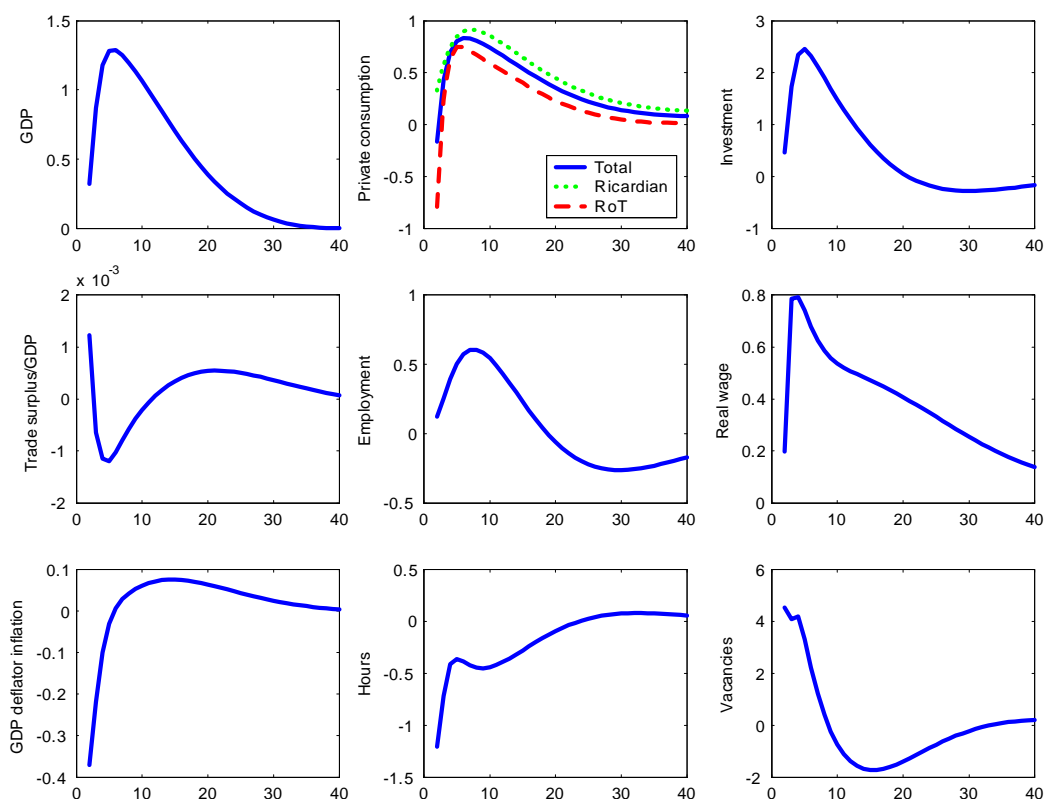 GDP
1.5
1
0.5
0
0 10 20 30 40
Private consumption
1
0.5
0
-0.5
-1
0 10 20 30 40
Total
Ricardian
RoT
Investment
3
2
1
0
-1
0 10 20 30 40
Trade surplus/GDP
x 10-3
2
1
0
-1
-2
0 10 20 30 40
Employment
1
0.5
0
-0.5
0 10 20 30 40
Real wage
0.8
0.6
0.4
0.2
0
0 10 20 30 40
GDP deflator inflation
0.1
0
-0.1
-0.2
-0.3
-0.4
0 10 20 30 40
Hours
0.5
0
-0.5
-1
-1.5
0 10 20 30 40
Vacancies
6
4
2
0
-2
0 10 20 30 40